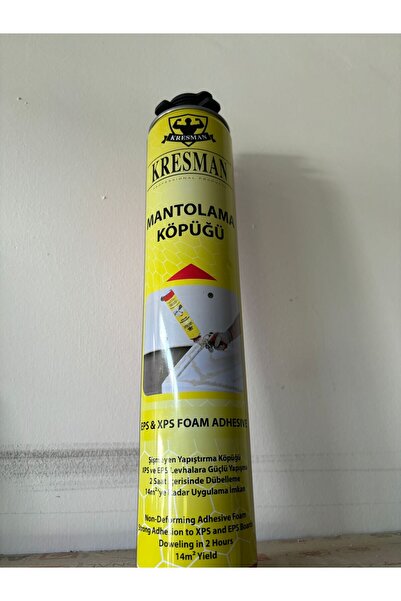 KRESMAN
KRESMAN
PROFESSIONAL PRODUCTS
MANTOLAMA
KÖPÜĞÜ
EPS & XPS FOAM ADHESIVE
Şişmeyen Yapıştırma Köpüğü
XPS ve EPS Levhalara Güçlü Yapışma
2 Saat içerisinde Dübelleme
14m² ye Kadar Uygulama imkanı
Non-Deforming Adhesive Foam
Strong Adhesion to XPS and EPS Boards
Doweling in 2 Hours
14m² Yield